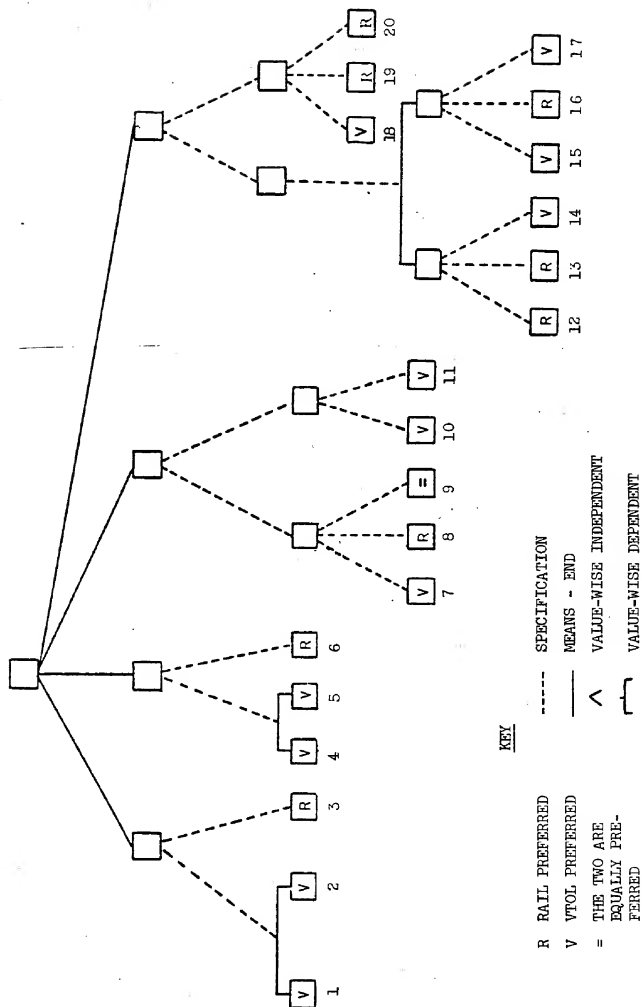 V V R V V R
1 2 3 4 5 6
V R = V V
7 8 9 10 11
R R V V R V
12 13 14 15 16 17
V R R
18 19 20
KEY
R RAIL PREFERRED
V VTOL PREFERRED
= THE TWO ARE
EQUALLY PRE-
FERRED
SPECIFICATION
MEANS - END
VALUE-WISE INDEPENDENT
VALUE-WISE DEPENDENT